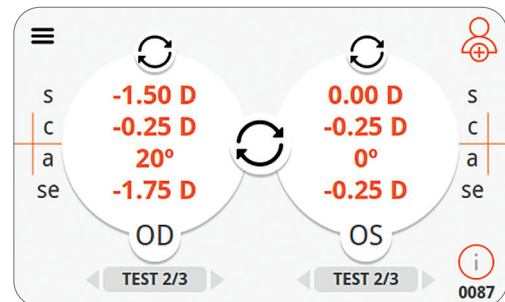 s -1.50 D 0.00 D s
c -0.25 D -0.25 D c
a 20º 0º a
se -1.75 D -0.25 D se
OD OS
TEST 2/3 TEST 2/3
i
0087